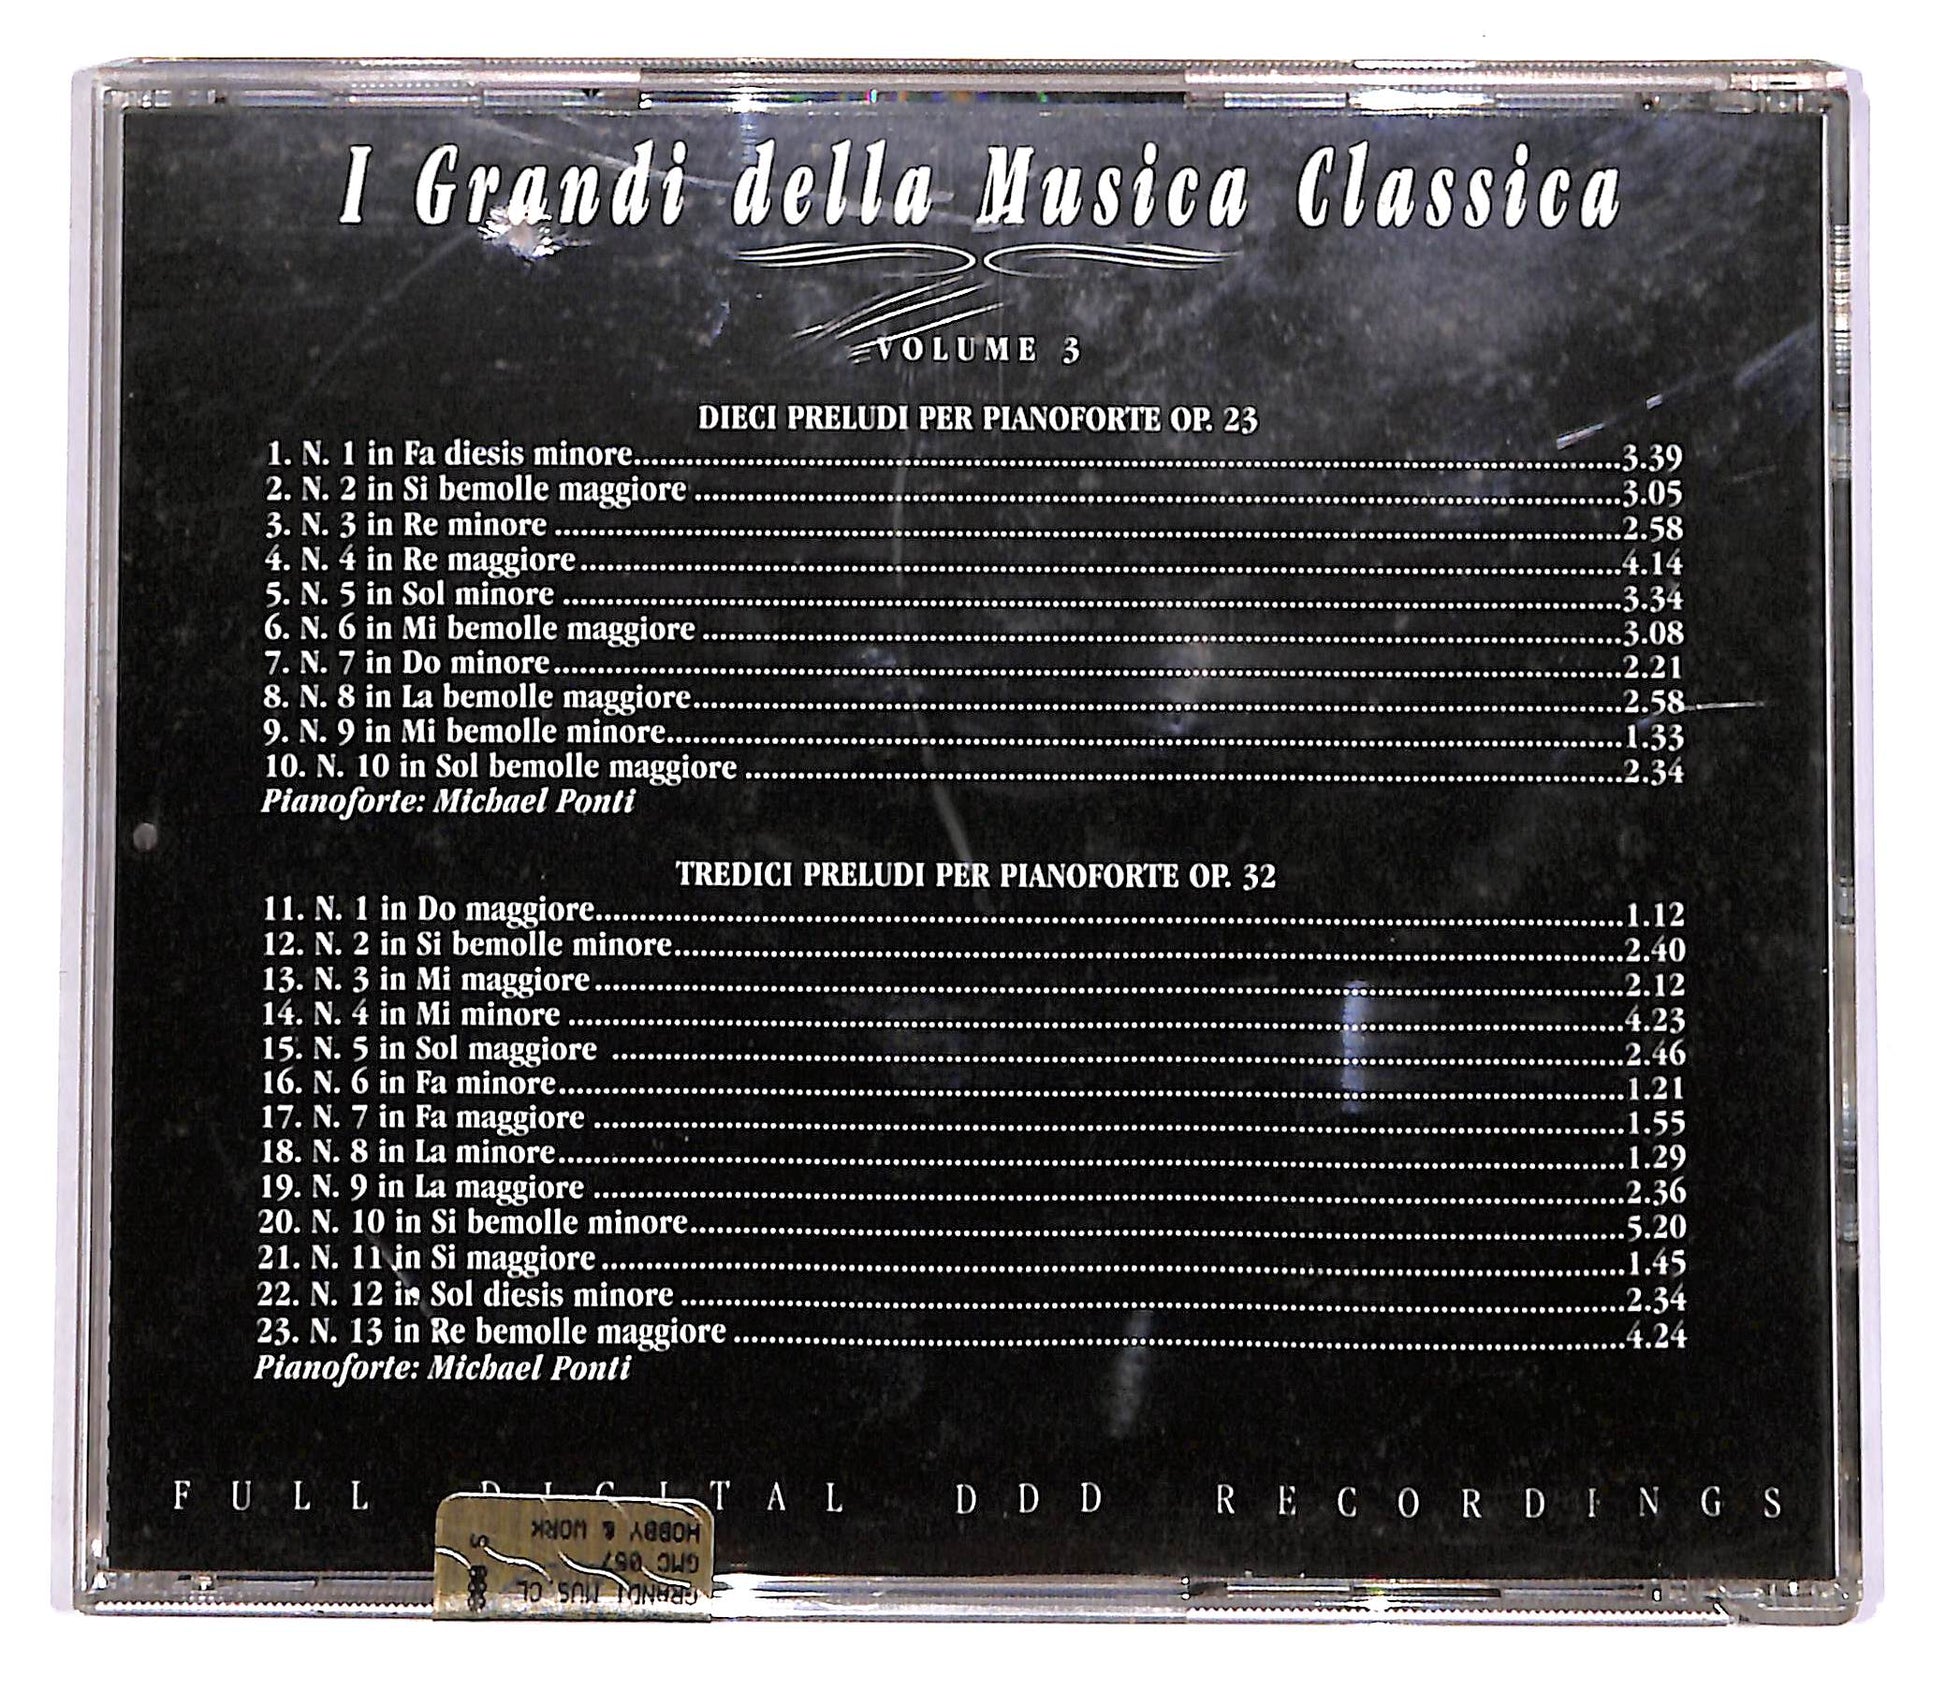 I Grandi della Musica Classica
VOLUME 3
DIECI PRELUDI PER PIANOFORTE OP. 23
1. N. 1 in Fa diesis minore.....3.39
2. N. 2 in Si bemolle maggiore.....3.05
3. N. 3 in Re minore.....2.58
4. N. 4 in Re maggiore.....4.14
5. N. 5 in Sol minore.....3.34
6. N. 6 in Mi bemolle maggiore.....3.08
7. N. 7 in Do minore.....2.21
8. N. 8 in La bemolle maggiore.....2.58
9. N. 9 in Mi bemolle minore.....1.33
10. N. 10 in Sol bemolle maggiore.....2.34
Pianoforte: Michael Ponti
TREDICI PRELUDI PER PIANOFORTE OP. 32
11. N. 1 in Do maggiore.....1.12
12. N. 2 in Si bemolle minore.....2.40
13. N. 3 in Mi maggiore.....2.12
14. N. 4 in Mi minore.....4.23
15. N. 5 in Sol maggiore.....2.46
16. N. 6 in Fa minore.....1.21
17. N. 7 in Fa maggiore.....1.55
18. N. 8 in La minore.....1.29
19. N. 9 in La maggiore.....2.36
20. N. 10 in Si bemolle minore.....5.20
21. N. 11 in Si maggiore.....1.45
22. N. 12 in Sol diesis minore.....2.34
23. N. 13 in Re bemolle maggiore.....4.24
Pianoforte: Michael Ponti
FULL DIGITAL DDD RECORDINGS
GRANDI MUS.CL
GMC 057
HOBBY & WORK